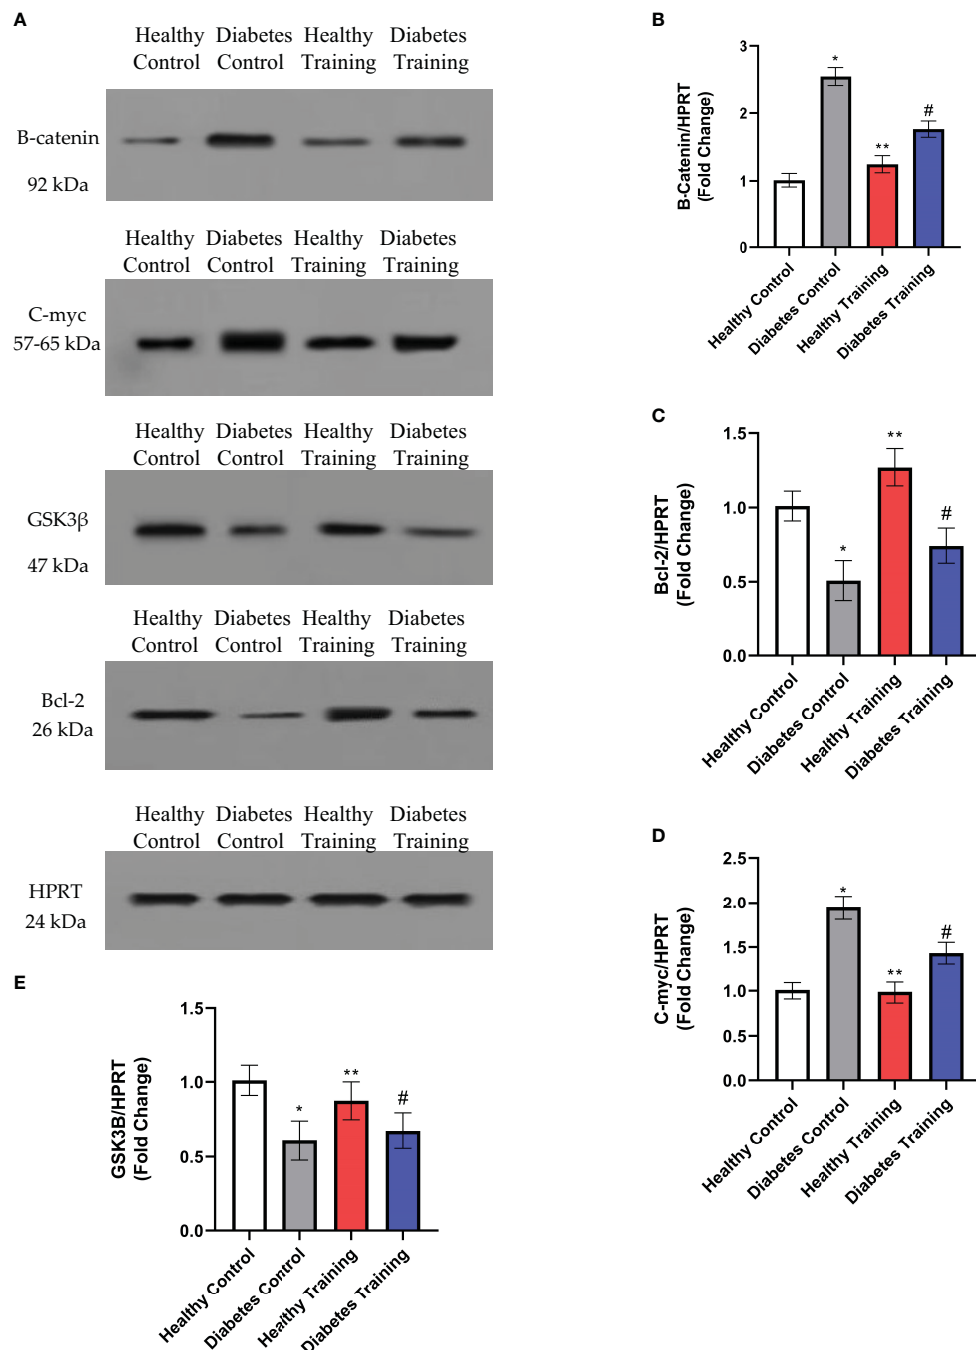 A
Healthy Diabetes Healthy Diabetes
Control Control Training Training
B-catenin
92 kDa
Healthy Diabetes Healthy Diabetes
Control Control Training Training
C-myc
57-65 kDa
Healthy Diabetes Healthy Diabetes
Control Control Training Training
GSK3β
47 kDa
Healthy Diabetes Healthy Diabetes
Control Control Training Training
Bcl-2
26 kDa
Healthy Diabetes Healthy Diabetes
Control Control Training Training
HPRT
24 kDa
B
B-Catenin/HPRT
(Fold Change)
3
2
1
0
*
**
#
Healthy Control
Diabetes Control
Healthy Training
Diabetes Training
C
Bcl-2/HPRT
(Fold Change)
1.5
1.0
0.5
0.0
*
**
#
Healthy Control
Diabetes Control
Healthy Training
Diabetes Training
D
C-myc/HPRT
(Fold Change)
2.5
2.0
1.5
1.0
0.5
0.0
*
**
#
Healthy Control
Diabetes Control
Healthy Training
Diabetes Training
E
GSK3B/HPRT
(Fold Change)
1.5
1.0
0.5
0.0
*
**
#
Healthy Control
Diabetes Control
Healthy Training
Diabetes Training